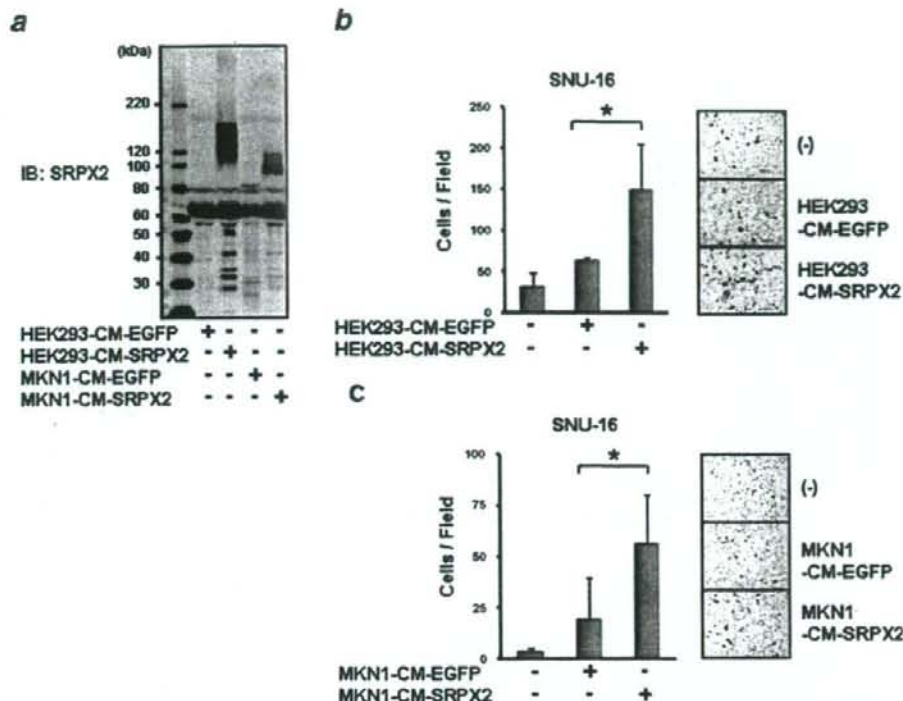 a
(kDa)
220
120
100
80
60
50
40
30
IB: SRPX2
HEK293-CM-EGFP + - - -
HEK293-CM-SRPX2 - + - -
MKN1-CM-EGFP - - + -
MKN1-CM-SRPX2 - - - +
b
SNU-16
Cells / Field
250
200
150
100
50
0
*
HEK293-CM-EGFP - + -
HEK293-CM-SRPX2 - - +
(-)
HEK293
-CM-EGFP
HEK293
-CM-SRPX2
c
SNU-16
Cells / Field
100
75
50
25
0
*
MKN1-CM-EGFP - + -
MKN1-CM-SRPX2 - - +
(-)
MKN1
-CM-EGFP
MKN1
-CM-SRPX2